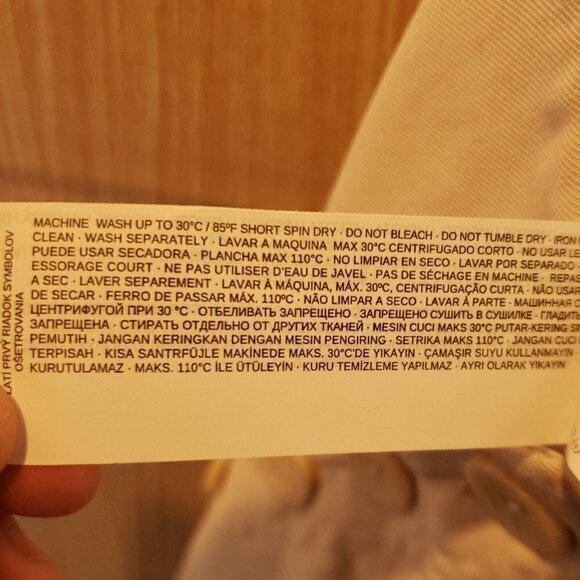 MACHINE WASH UP TO 30°C / 85ºF SHORT SPIN DRY · DO NOT BLEACH · DO NOT TUMBLE DRY · IRON
CLEAN · WASH SEPARATELY · LAVAR A MAQUINA MAX 30°C CENTRIFUGADO CORTO · NO USAR LE
PUEDE USAR SECADORA · PLANCHA MAX 110°C · NO LIMPIAR EN SECO · LAVAR POR SEPARADO
ESSORAGE COURT · NE PAS UTILISER D'EAU DE JAVEL · PAS DE SÉCHAGE EN MACHINE · REPAS
A SEC · LAVER SEPAREMENT · LAVAR À MÁQUINA, MÁX. 30ºC, CENTRIFUGAÇÃO CURTA · NÃO USAR
DE SECAR · FERRO DE PASSAR MÁX. 110ºC · NÃO LIMPAR A SECO · LAVAR À PARTE · МАШИННАЯ
ЦЕНТРИФУГОЙ ПРИ 30 °C · ОТБЕЛИВАТЬ ЗАПРЕЩЕНО · ЗАПРЕЩЕНО СУШИТЬ В СУШИЛКЕ · ГЛАДИТЬ
ЗАПРЕЩЕНА · СТИРАТЬ ОТДЕЛЬНО ОТ ДРУГИХ ТКАНЕЙ · MESIN CUCI MAKS 30°C PUTAR-KERING
PEMUTIH · JANGAN KERINGKAN DENGAN MESIN PENGIRING · SETRIKA MAKS 110°C · JANGAN CUCI
TERPISAH · KISA SANTRFÜJLE MAKİNEDE MAKS. 30°C'DE YIKAYIN · ÇAMAŞIR SUYU KULLANMAYIN
KURUTULAMAZ · MAKS. 110°C İLE ÜTÜLEYİN · KURU TEMİZLEME YAPILMAZ · AYRI OLARAK YIKAYIN
LATÍ PRVÝ RIADOK SYMBOLOV
OŠETROVANIA